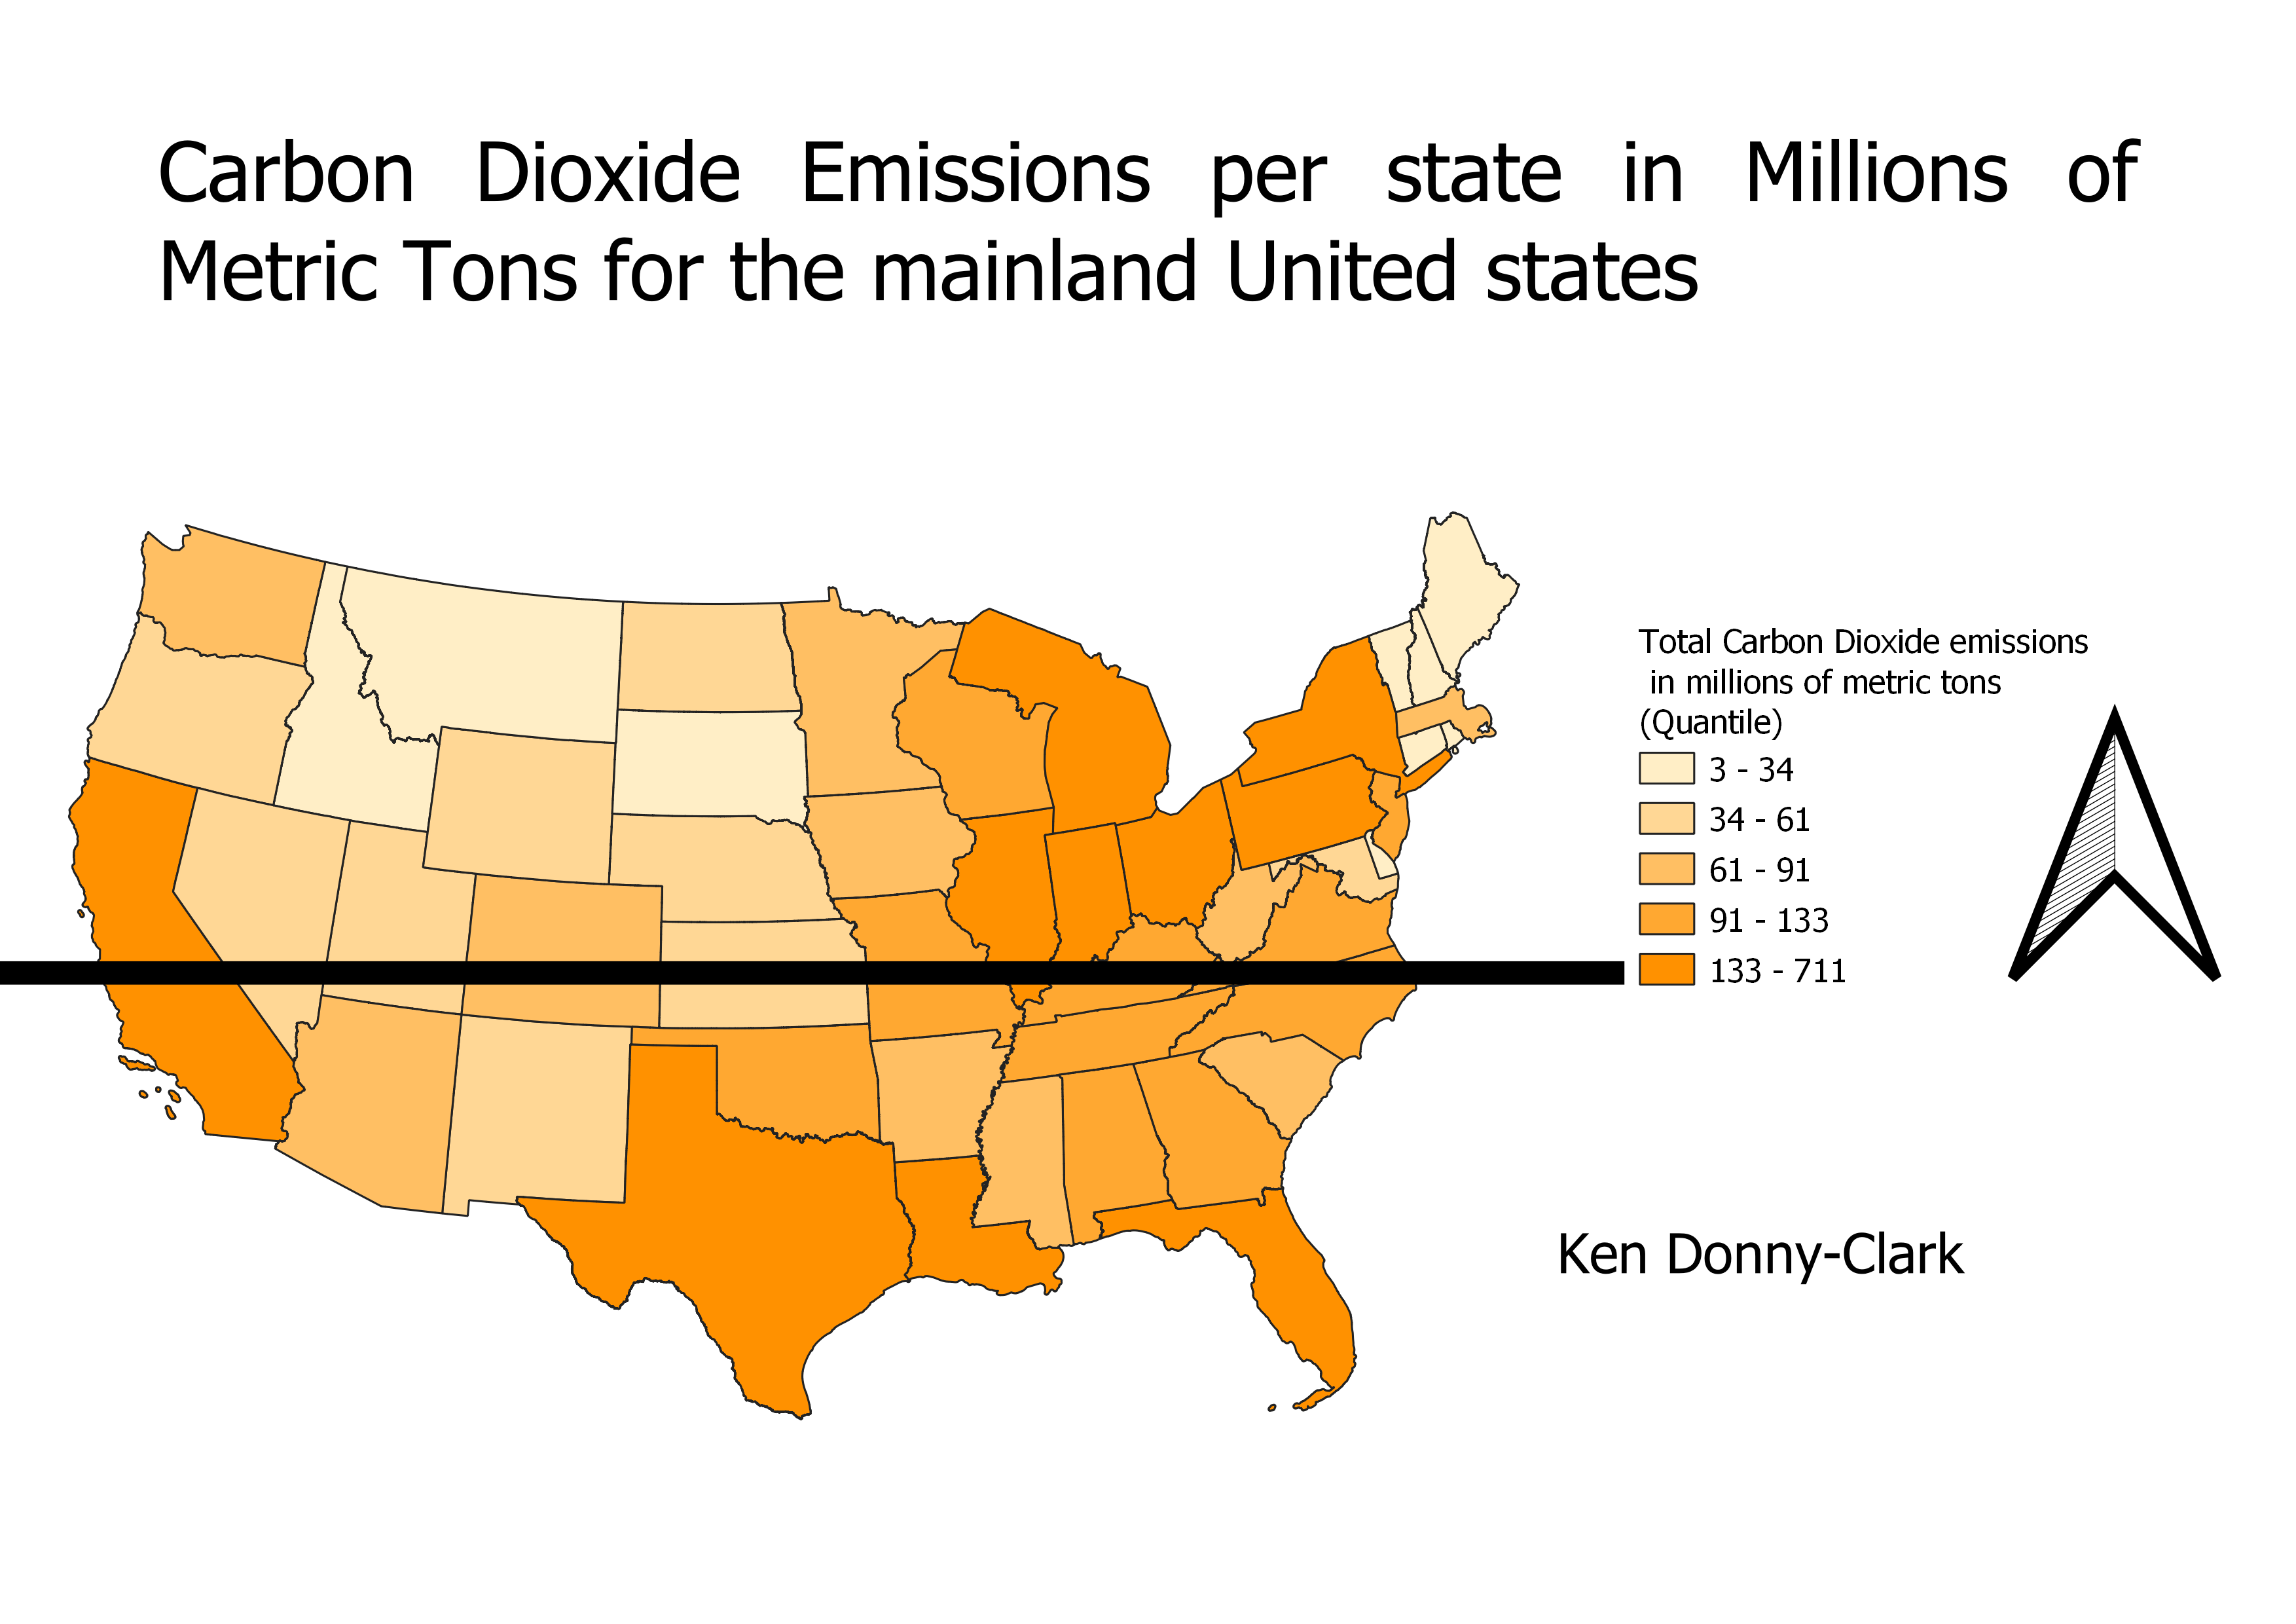 Carbon Dioxide Emissions per state in Millions of
Metric Tons for the mainland United states
Total Carbon Dioxide emissions
in millions of metric tons
(Quantile)
3 - 34
34 - 61
61 - 91
91 - 133
133 - 711
Ken Donny-Clark